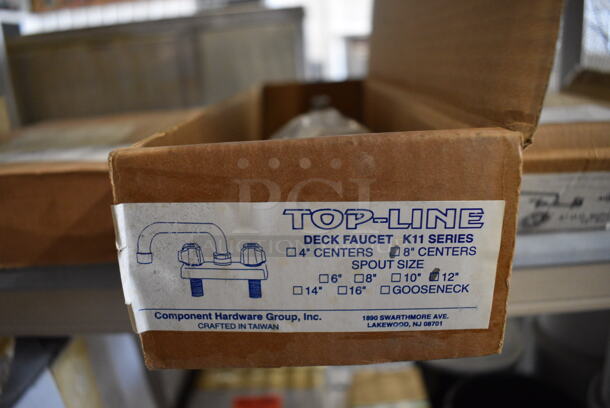 TOP-LINE
DECK FAUCET K11 SERIES
4" CENTERS 8" CENTERS
SPOUT SIZE
6" 8" 10" 12"
14" 16" GOOSENECK
Component Hardware Group, Inc.
CRAFTED IN TAIWAN
1890 SWARTHMORE AVE.
LAKEWOOD, NJ 08701